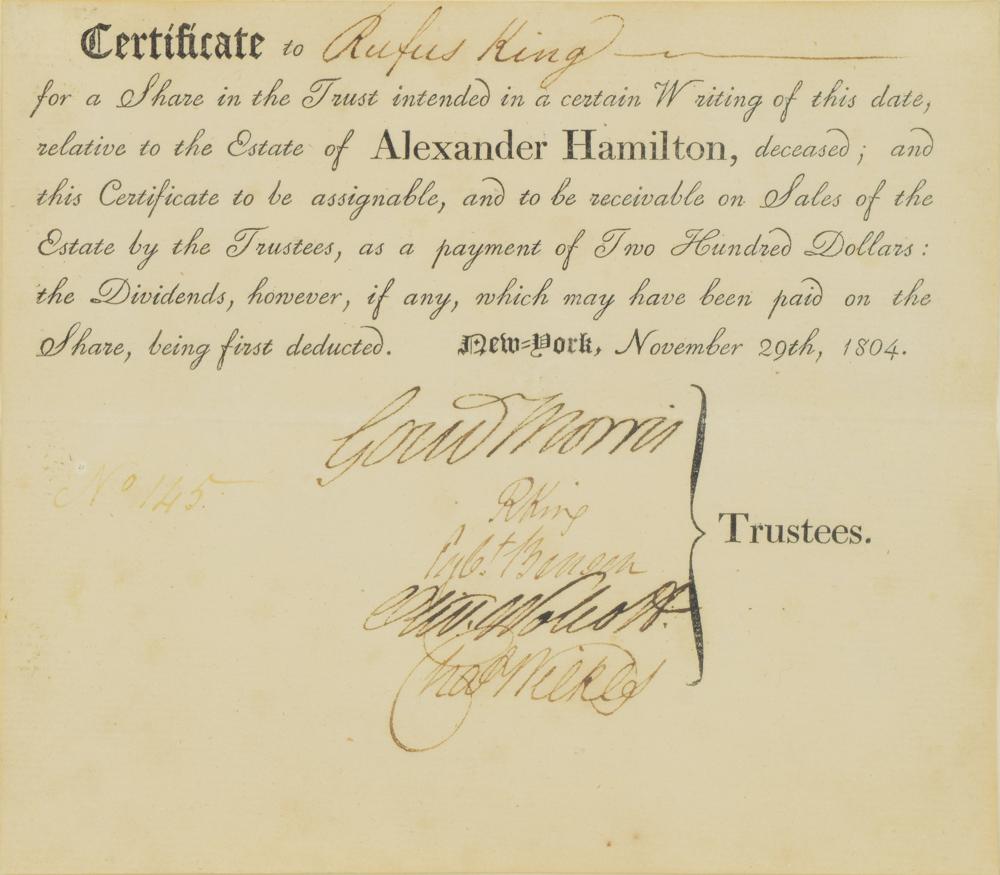 Certificate to Rufus King
for a Share in the Trust intended in a certain Writing of this date,
relative to the Estate of Alexander Hamilton, deceased; and
this Certificate to be assignable, and to be receivable on Sales of the
Estate by the Trustees, as a payment of Two Hundred Dollars:
the Dividends, however, if any, which may have been paid on the
Share, being first deducted. New-York, November 29th, 1804.
Gouv Morris
No 145.
R King
Egbt Benson
Oliv. Wolcott.
Trustees.
Chas Wilkes